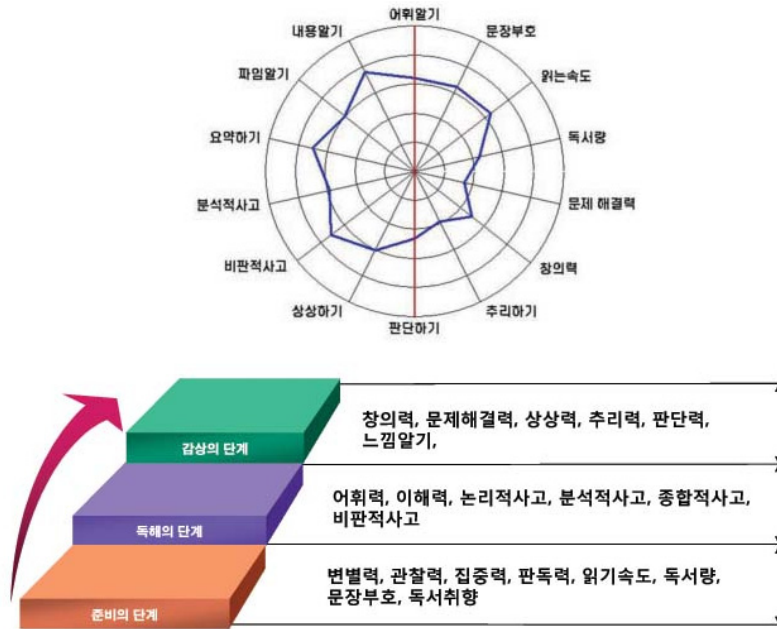 어휘알기
문장부호
읽는속도
독서량
문제 해결력
창의력
추리하기
판단하기
상상하기
비판적사고
분석적사고
요약하기
파임알기
내용알기
감상의 단계
창의력, 문제해결력, 상상력, 추리력, 판단력,
느낌알기,
독해의 단계
어휘력, 이해력, 논리적사고, 분석적사고, 종합적사고,
비판적사고
준비의 단계
변별력, 관찰력, 집중력, 판독력, 읽기속도, 독서량,
문장부호, 독서취향